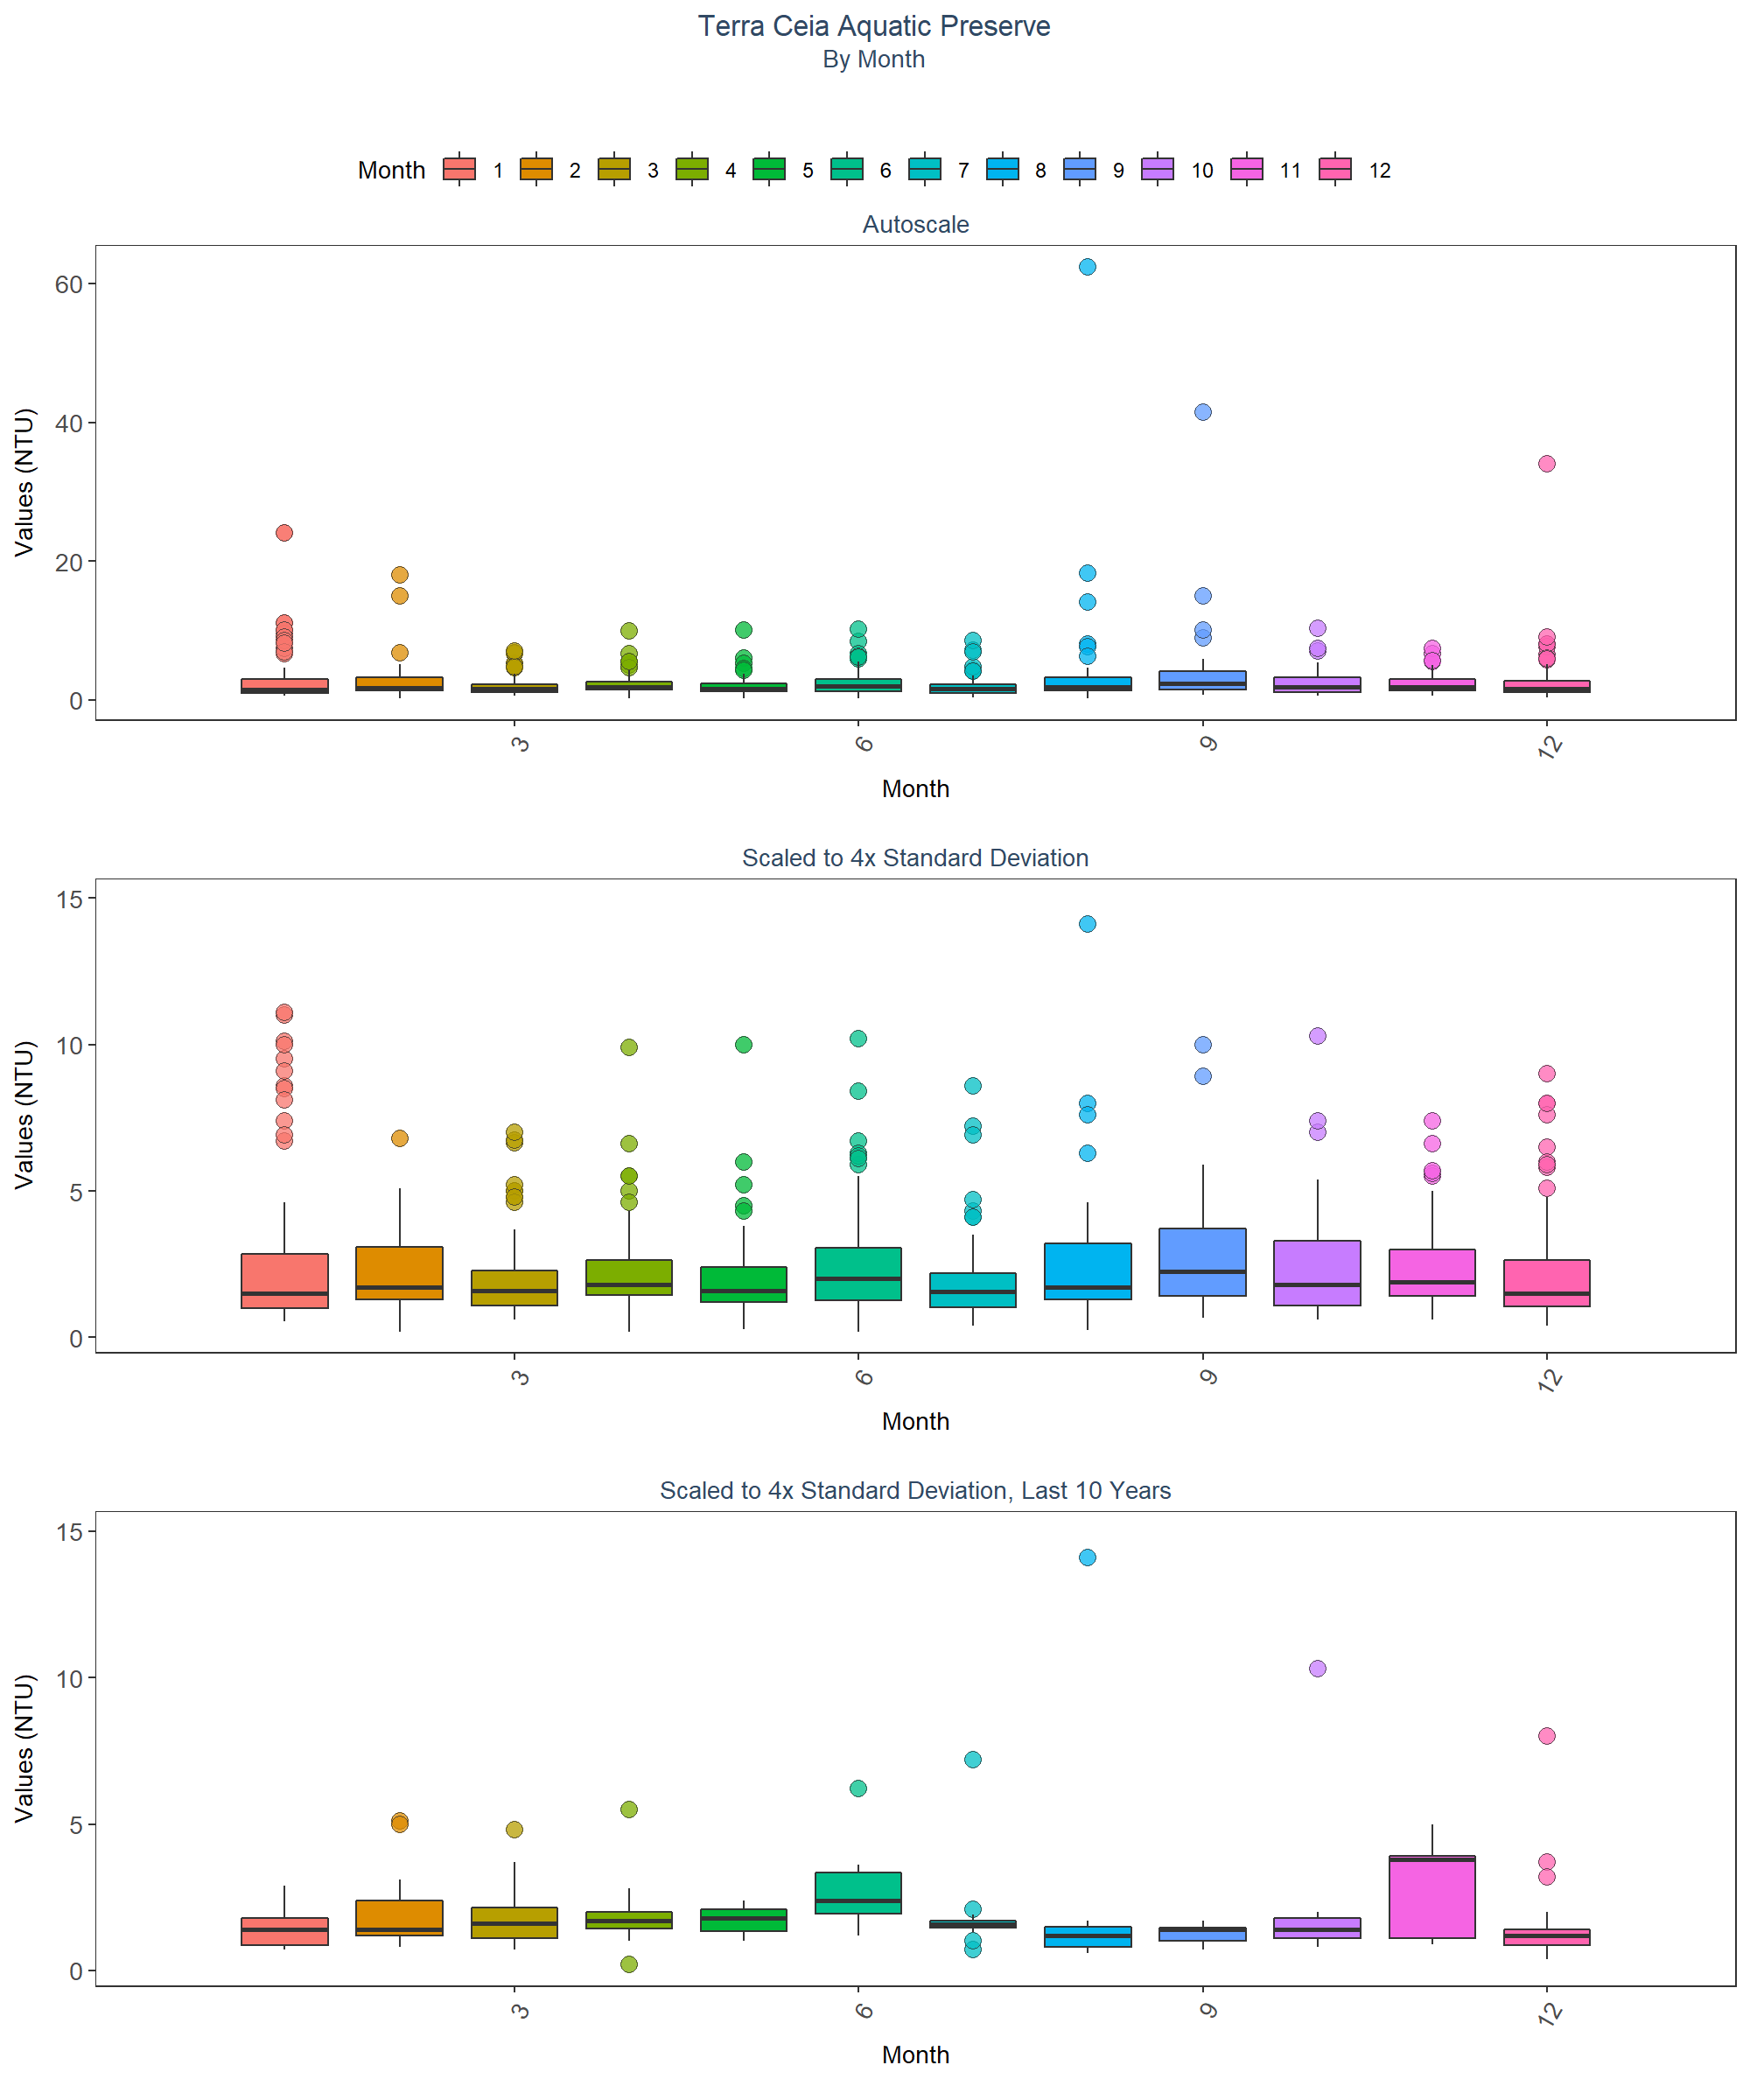 Terra Ceia Aquatic Preserve
By Month
Month 1 2 3 4 5 6 7 8 9 10 11 12
Autoscale
Values (NTU)
60
40
20
0
3 6 9 12
Month
Scaled to 4x Standard Deviation
Values (NTU)
15
10
5
0
3 6 9 12
Month
Scaled to 4x Standard Deviation, Last 10 Years
Values (NTU)
15
10
5
0
3 6 9 12
Month